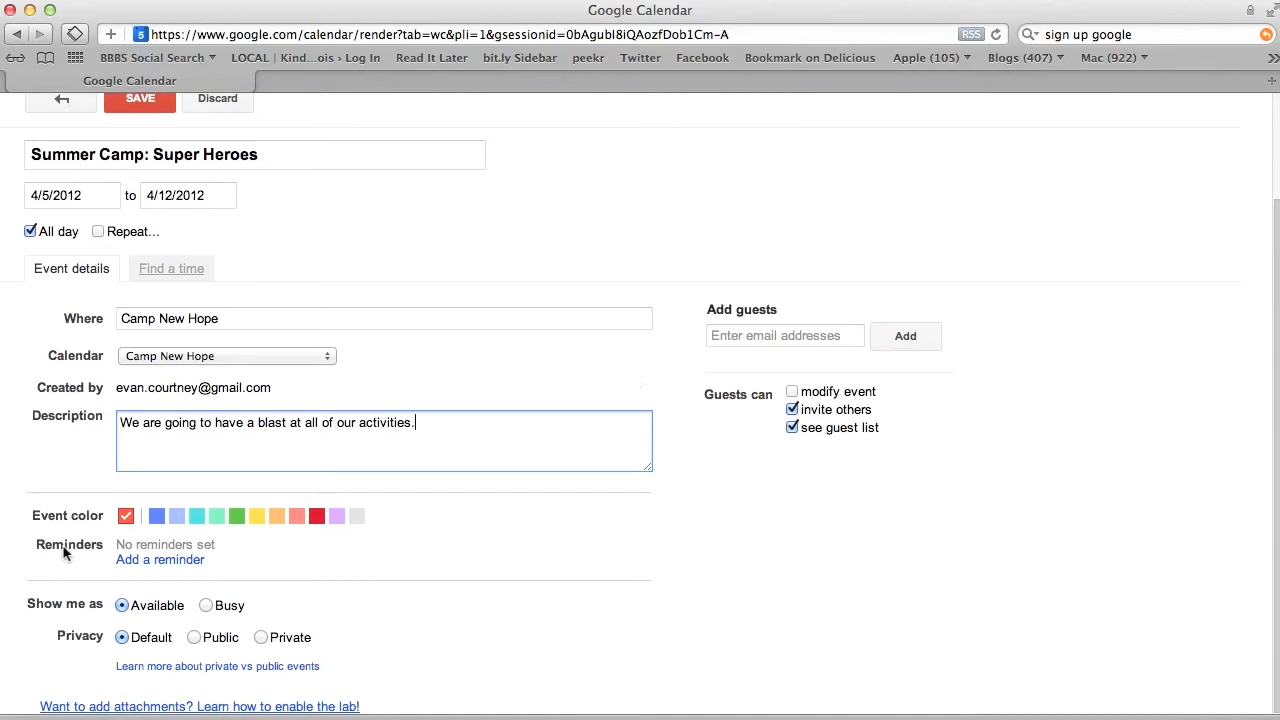 Google Calendar
https://www.google.com/calendar/render?tab=wc&pli=1&gsessionid=0bAgubI8iQAozfDob1Cm-A RSS sign up google
BBBS Social Search LOCAL | Kind...ois › Log In Read It Later bit.ly Sidebar peekr Twitter Facebook Bookmark on Delicious Apple (105) Blogs (407) Mac (922)
Google Calendar
SAVE Discard
Summer Camp: Super Heroes
4/5/2012 to 4/12/2012
All day Repeat...
Event details Find a time
Where Camp New Hope
Calendar Camp New Hope
Created by evan.courtney@gmail.com
Description We are going to have a blast at all of our activities.
Add guests
Enter email addresses Add
Guests can modify event
invite others
see guest list
Event color
Reminders No reminders set
Add a reminder
Show me as Available Busy
Privacy Default Public Private
Learn more about private vs public events
Want to add attachments? Learn how to enable the lab!